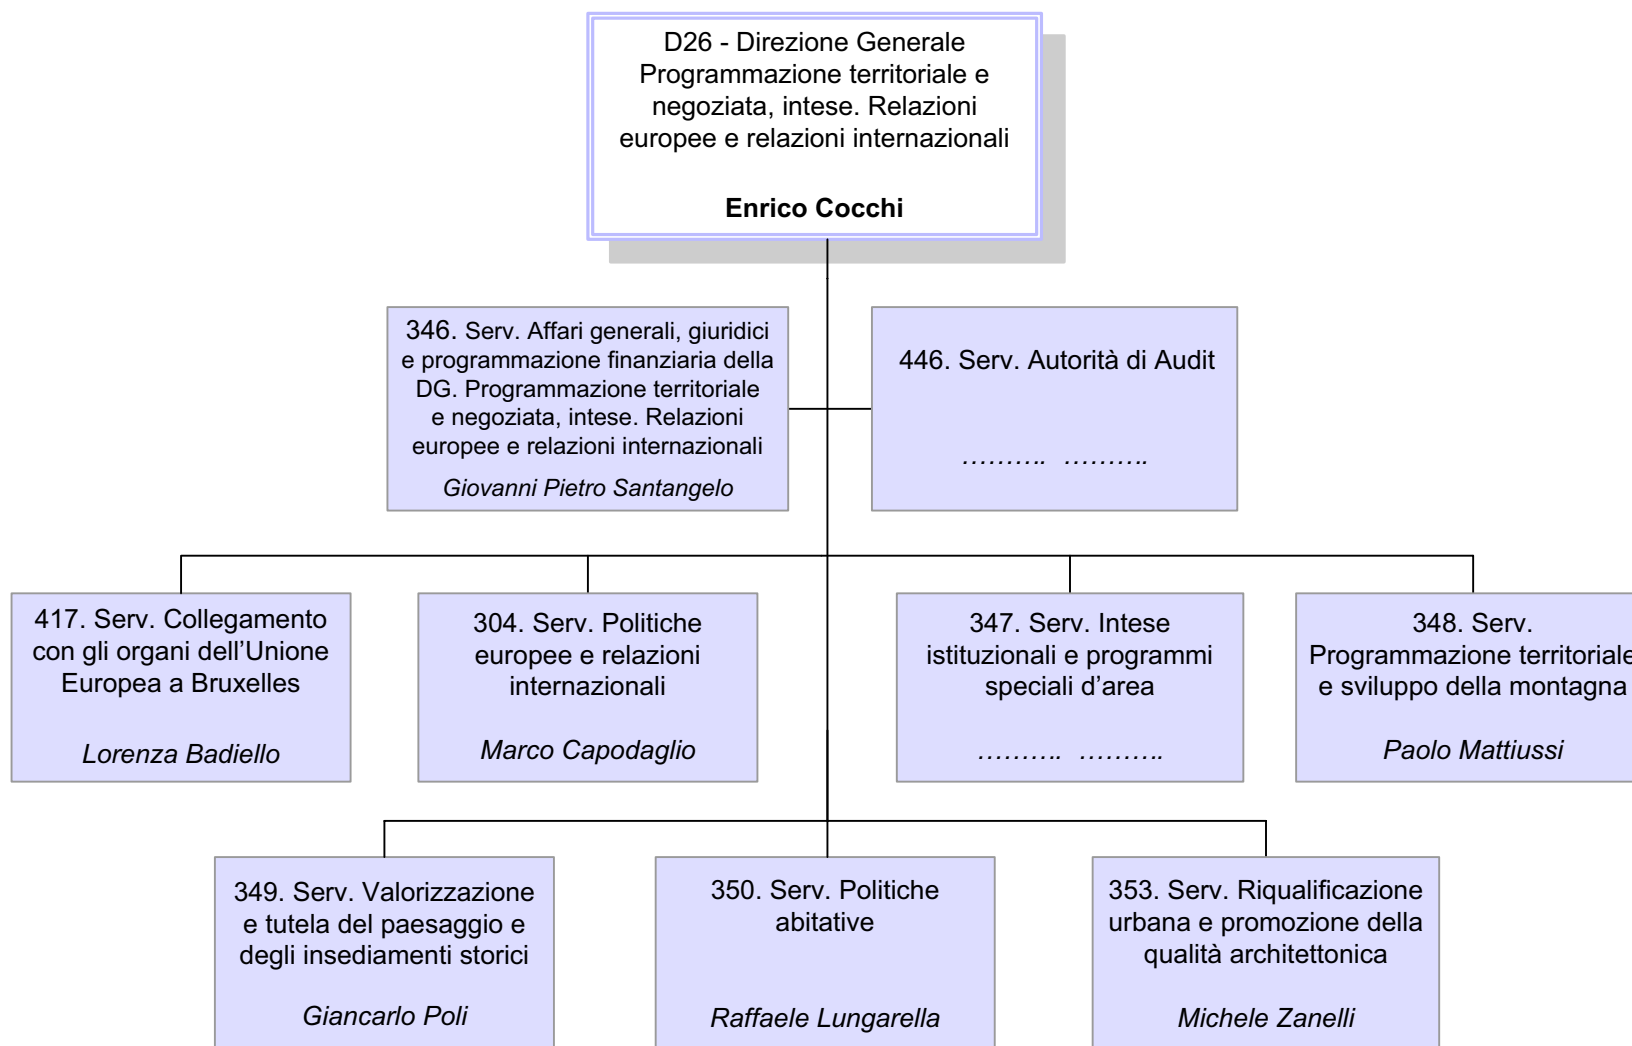 D26 - Direzione Generale
Programmazione territoriale e
negoziata, intese. Relazioni
europee e relazioni internazionali
Enrico Cocchi
346. Serv. Affari generali, giuridici
e programmazione finanziaria della
DG. Programmazione territoriale
e negoziata, intese. Relazioni
europee e relazioni internazionali
Giovanni Pietro Santangelo
446. Serv. Autorità di Audit
………. ……….
417. Serv. Collegamento
con gli organi dell’Unione
Europea a Bruxelles
Lorenza Badiello
304. Serv. Politiche
europee e relazioni
internazionali
Marco Capodaglio
347. Serv. Intese
istituzionali e programmi
speciali d’area
………. ……….
348. Serv.
Programmazione territoriale
e sviluppo della montagna
Paolo Mattiussi
349. Serv. Valorizzazione
e tutela del paesaggio e
degli insediamenti storici
Giancarlo Poli
350. Serv. Politiche
abitative
Raffaele Lungarella
353. Serv. Riqualificazione
urbana e promozione della
qualità architettonica
Michele Zanelli